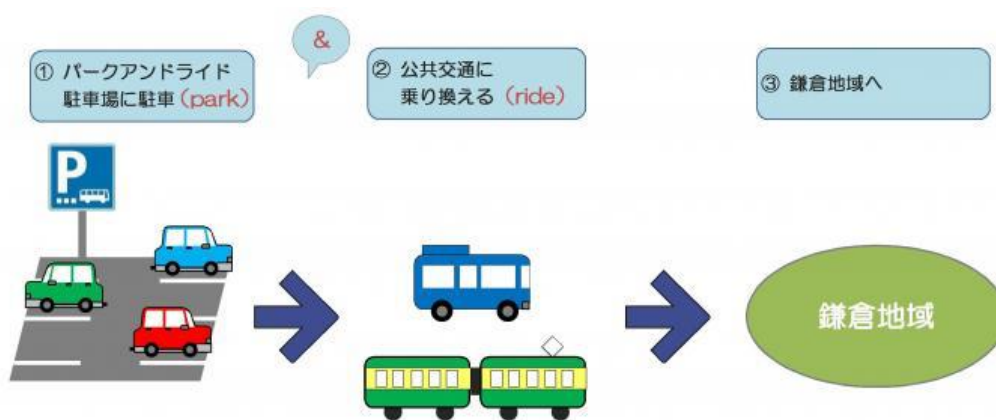 &
① パークアンドライド
駐車場に駐車(park)
② 公共交通に
乗り換える(ride)
③ 鎌倉地域へ
P
鎌倉地域